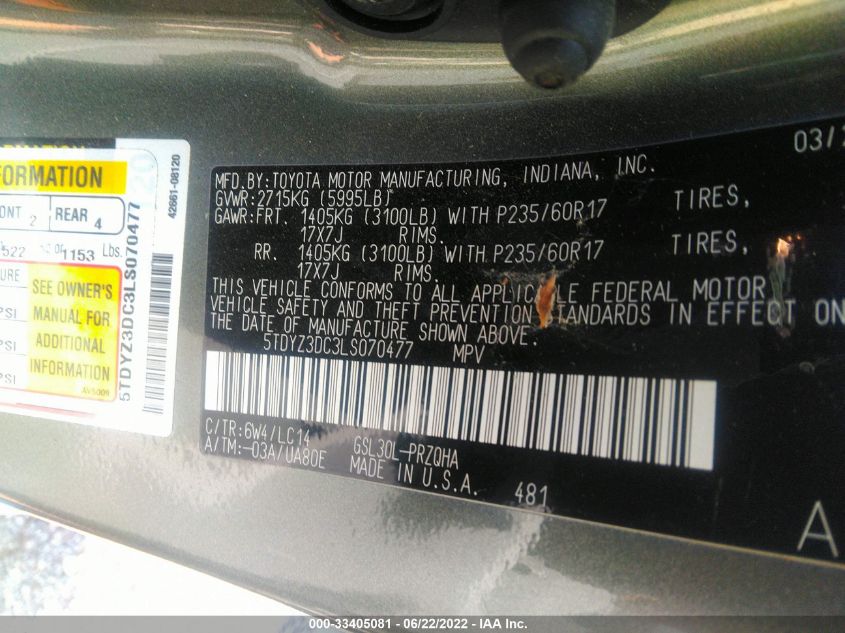 FORMATION
ONT 2 REAR 4
522 1153 Lbs.
SURE
PSI
PSI
PSI
SEE OWNER'S
MANUAL FOR
ADDITIONAL
INFORMATION
5TDYZ3DC3LS070477
42661-08120
MFD.BY:TOYOTA MOTOR MANUFACTURING, INDIANA, INC. 03/
GVWR:2715KG (5995LB)
GAWR:FRT. 1405KG (3100LB) WITH P235/60R17 TIRES,
17X7J RIMS.
RR. 1405KG (3100LB) WITH P235/60R17 TIRES,
17X7J RIMS.
THIS VEHICLE CONFORMS TO ALL APPLIC LE FEDERAL MOTOR
VEHICLE SAFETY AND THEFT PREVENTION STANDARDS IN EFFECT ON
THE DATE OF MANUFACTURE SHOWN ABOVE.
5TDYZ3DC3LS070477 MPV
C/TR:6W4/LC14 GSL30L-PRZQHA
A/TM:-03A/UA80E MADE IN U.S.A. 481
A
000-33405081 - 06/22/2022 - IAA Inc.